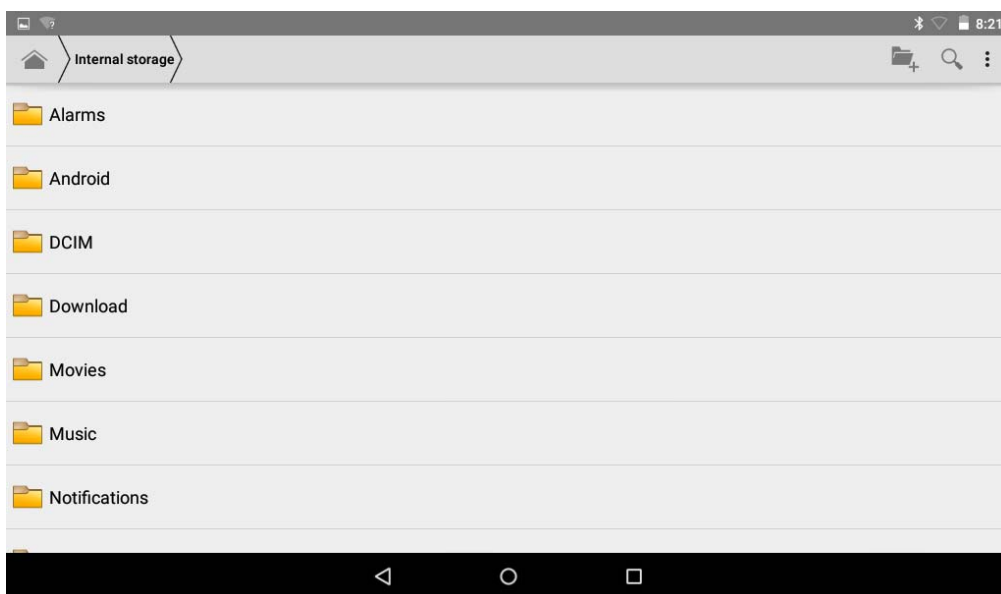 8:21
Internal storage
Alarms
Android
DCIM
Download
Movies
Music
Notifications